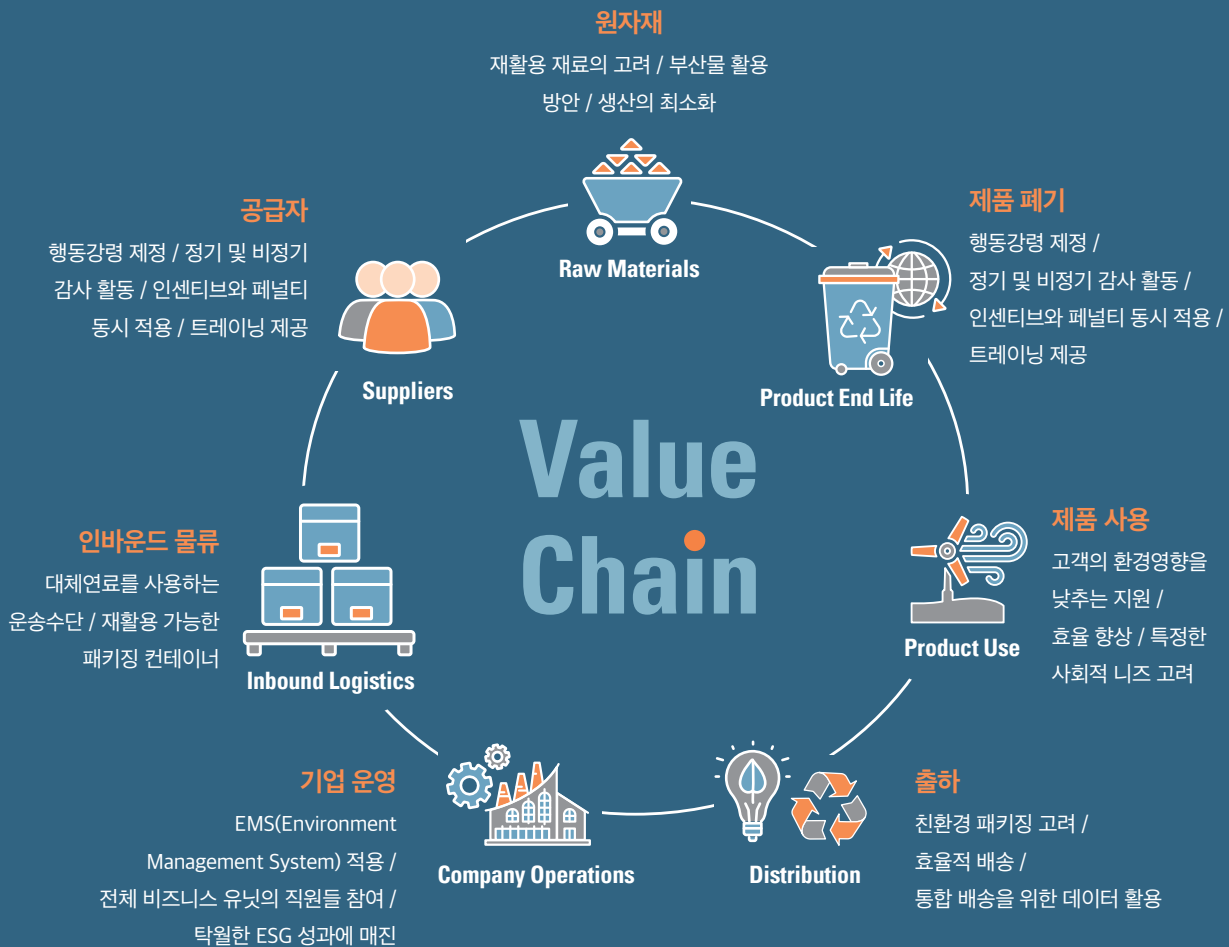 원자재
재활용 재료의 고려 / 부산물 활용
방안 / 생산의 최소화
Raw Materials
공급자
행동강령 제정 / 정기 및 비정기
감사 활동 / 인센티브와 페널티
동시 적용 / 트레이닝 제공
Suppliers
제품 폐기
행동강령 제정 /
정기 및 비정기 감사 활동 /
인센티브와 페널티 동시 적용 /
트레이닝 제공
Product End Life
Value
Chain
인바운드 물류
대체연료를 사용하는
운송수단 / 재활용 가능한
패키징 컨테이너
Inbound Logistics
제품 사용
고객의 환경영향을
낮추는 지원 /
효율 향상 / 특정한
사회적 니즈 고려
Product Use
기업 운영
EMS(Environment
Management System) 적용 /
전체 비즈니스 유닛의 직원들 참여 /
탁월한 ESG 성과에 매진
Company Operations
출하
친환경 패키징 고려 /
효율적 배송 /
통합 배송을 위한 데이터 활용
Distribution